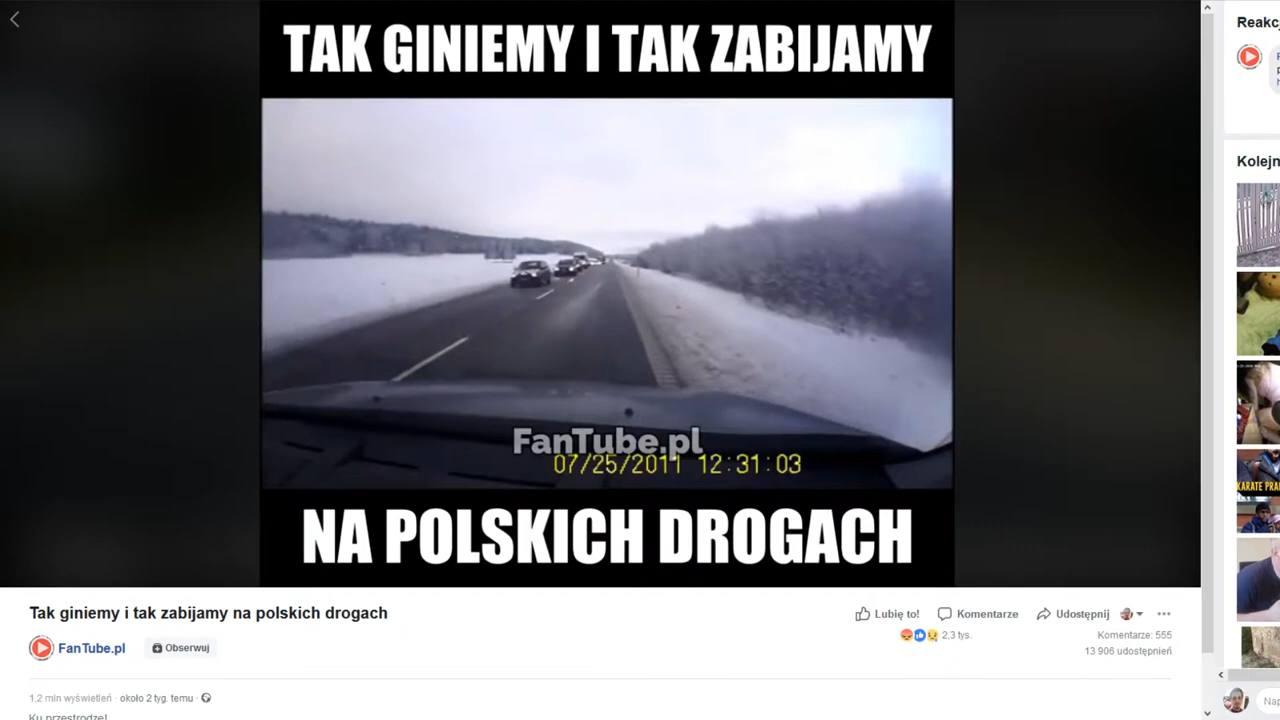 TAK GINIEMY I TAK ZABIJAMY
FanTube.pl
07/25/2011 12:31:03
NA POLSKICH DROGACH
Tak giniemy i tak zabijamy na polskich drogach
Lubię to! Komentarze Udostępnij
2,3 tys.
Komentarze: 555
FanTube.pl Obserwuj
13 906 udostępnień
1,2 mln wyświetleń · około 2 tyg. temu ·
Ku przestrodze!
Reakcj
Kolejn
KARATE PRA
Nap